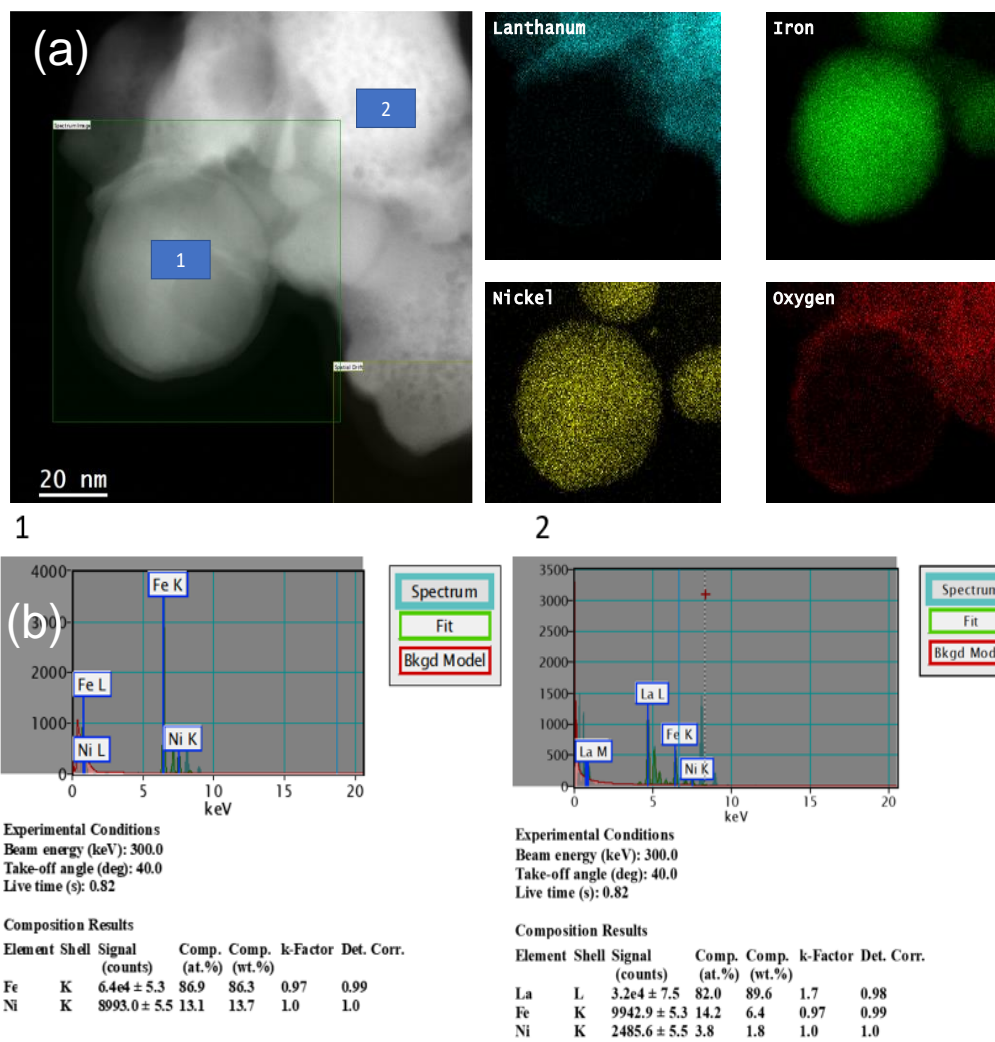 (a)
Lanthanum
Iron
2
Spectrum Image
1
Nickel
Oxygen
Spatial Drift
20 nm
1
2
(b)
4000
3000
2000
1000
0
Fe K
Fe L
Ni K
Ni L
0 5 10 15 20
keV
Spectrum
Fit
Bkgd Model
3500
3000
2500
2000
1500
1000
500
0
La L
Fe K
La M
Ni K
0 5 10 15 20
keV
Spectrum
Fit
Bkgd Mod
Experimental Conditions
Beam energy (keV): 300.0
Take-off angle (deg): 40.0
Live time (s): 0.82
Composition Results
Element Shell Signal Comp. Comp. k-Factor Det. Corr.
(counts) (at.%) (wt.%)
Fe K 6.4e4 ± 5.3 86.9 86.3 0.97 0.99
Ni K 8993.0 ± 5.5 13.1 13.7 1.0 1.0
Experimental Conditions
Beam energy (keV): 300.0
Take-off angle (deg): 40.0
Live time (s): 0.82
Composition Results
Element Shell Signal Comp. Comp. k-Factor Det. Corr.
(counts) (at.%) (wt.%)
La L 3.2e4 ± 7.5 82.0 89.6 1.7 0.98
Fe K 9942.9 ± 5.3 14.2 6.4 0.97 0.99
Ni K 2485.6 ± 5.5 3.8 1.8 1.0 1.0